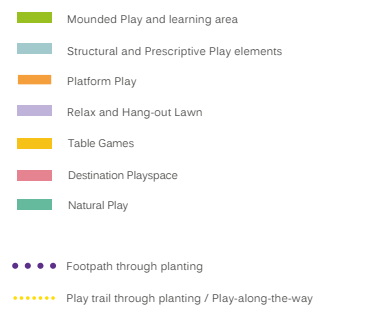 Mounded Play and learning area
Structural and Prescriptive Play elements
Platform Play
Relax and Hang-out Lawn
Table Games
Destination Playspace
Natural Play
Footpath through planting
Play trail through planting / Play-along-the-way